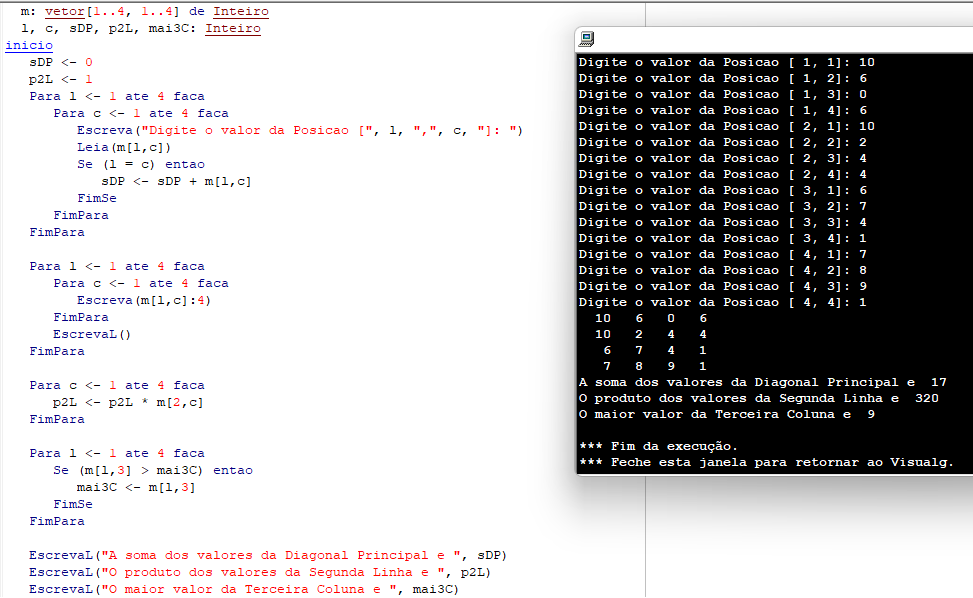 m: vetor[1..4, 1..4] de Inteiro
l, c, sDP, p2L, mai3C: Inteiro
inicio
sDP <- 0
p2L <- 1
Para l <- 1 ate 4 faca
Para c <- 1 ate 4 faca
Escreva("Digite o valor da Posicao [", l, ",", c, "]: ")
Leia(m[l,c])
Se (l = c) entao
sDP <- sDP + m[l,c]
FimSe
FimPara
FimPara
Para l <- 1 ate 4 faca
Para c <- 1 ate 4 faca
Escreva(m[l,c]:4)
FimPara
EscrevaL()
FimPara
Para c <- 1 ate 4 faca
p2L <- p2L * m[2,c]
FimPara
Para l <- 1 ate 4 faca
Se (m[l,3] > mai3C) entao
mai3C <- m[l,3]
FimSe
FimPara
EscrevaL("A soma dos valores da Diagonal Principal e ", sDP)
EscrevaL("O produto dos valores da Segunda Linha e ", p2L)
EscrevaL("O maior valor da Terceira Coluna e ", mai3C)
Digite o valor da Posicao [ 1, 1]: 10
Digite o valor da Posicao [ 1, 2]: 6
Digite o valor da Posicao [ 1, 3]: 0
Digite o valor da Posicao [ 1, 4]: 6
Digite o valor da Posicao [ 2, 1]: 10
Digite o valor da Posicao [ 2, 2]: 2
Digite o valor da Posicao [ 2, 3]: 4
Digite o valor da Posicao [ 2, 4]: 4
Digite o valor da Posicao [ 3, 1]: 6
Digite o valor da Posicao [ 3, 2]: 7
Digite o valor da Posicao [ 3, 3]: 4
Digite o valor da Posicao [ 3, 4]: 1
Digite o valor da Posicao [ 4, 1]: 7
Digite o valor da Posicao [ 4, 2]: 8
Digite o valor da Posicao [ 4, 3]: 9
Digite o valor da Posicao [ 4, 4]: 1
10 6 0 6
10 2 4 4
6 7 4 1
7 8 9 1
A soma dos valores da Diagonal Principal e 17
O produto dos valores da Segunda Linha e 320
O maior valor da Terceira Coluna e 9
*** Fim da execução.
*** Feche esta janela para retornar ao Visualg.